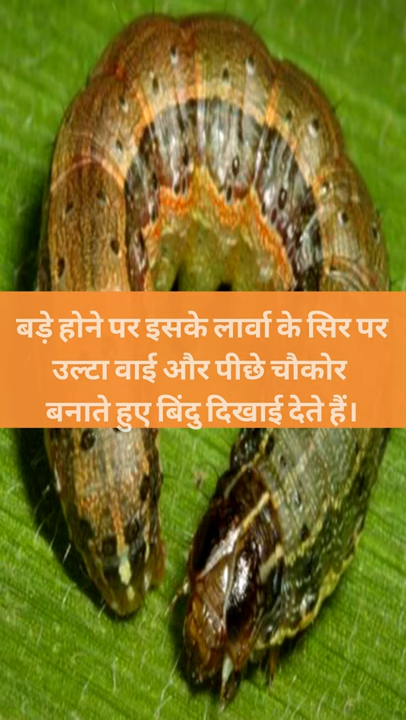 बड़े होने पर इसके लार्वा के सिर पर
उल्टा वाई और पीछे चौकोर
बनाते हुए बिंदु दिखाई देते हैं।